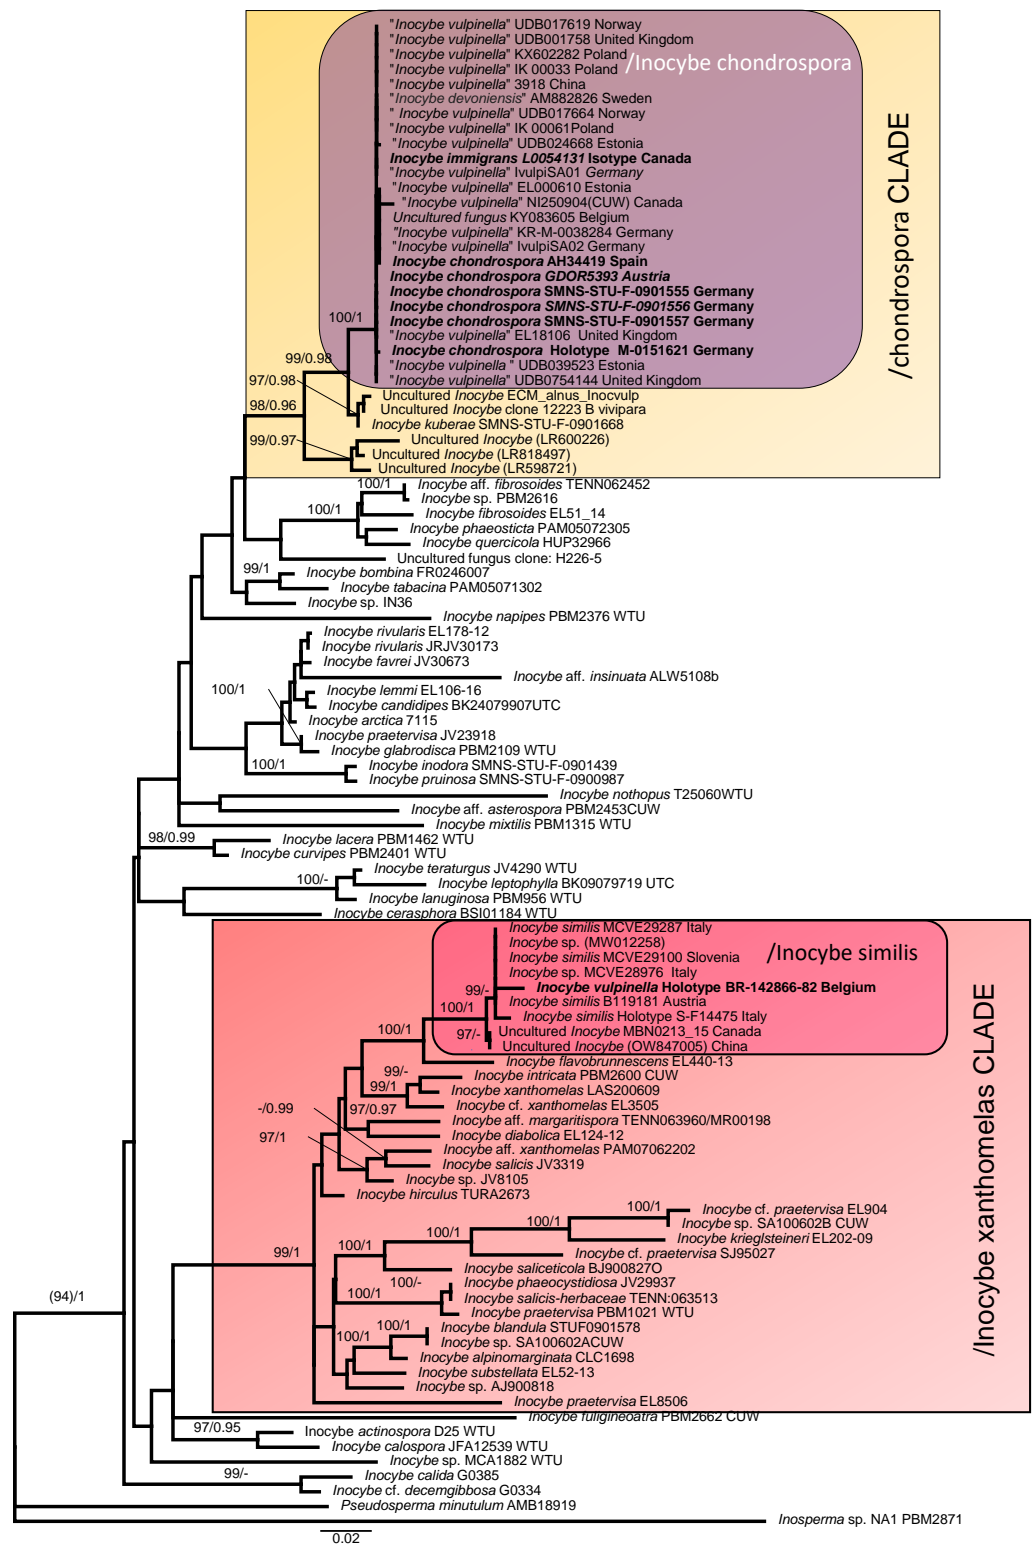 "Inocybe vulpinella" UDB017619 Norway
"Inocybe vulpinella" UDB001758 United Kingdom
"Inocybe vulpinella" KX602282 Poland
"Inocybe vulpinella" IK 00033 Poland
/Inocybe chondrospora
"Inocybe vulpinella" 3918 China
"Inocybe devoniensis" AM882826 Sweden
" Inocybe vulpinella" UDB017664 Norway
"Inocybe vulpinella" IK 00061Poland
"Inocybe vulpinella" UDB024668 Estonia
Inocybe immigrans L0054131 Isotype Canada
"Inocybe vulpinella" IvulpiSA01 Germany
"Inocybe vulpinella" EL000610 Estonia
"Inocybe vulpinella" NI250904(CUW) Canada
Uncultured fungus KY083605 Belgium
"Inocybe vulpinella" KR-M-0038284 Germany
"Inocybe vulpinella" IvulpiSA02 Germany
Inocybe chondrospora AH34419 Spain
Inocybe chondrospora GDOR5393 Austria
Inocybe chondrospora SMNS-STU-F-0901555 Germany
Inocybe chondrospora SMNS-STU-F-0901556 Germany
100/1
Inocybe chondrospora SMNS-STU-F-0901557 Germany
"Inocybe vulpinella" EL18106 United Kingdom
Inocybe chondrospora Holotype M-0151621 Germany
99/0.98
"Inocybe vulpinella " UDB039523 Estonia
97/0.98
"Inocybe vulpinella" UDB0754144 United Kingdom
/chondrospora CLADE
Uncultured Inocybe ECM_alnus_Inocvulp
98/0.96
Uncultured Inocybe clone 12223 B vivipara
Inocybe kuberae SMNS-STU-F-0901668
99/0.97
Uncultured Inocybe (LR600226)
Uncultured Inocybe (LR818497)
Uncultured Inocybe (LR598721)
100/1
Inocybe aff. fibrosoides TENN062452
Inocybe sp. PBM2616
100/1
Inocybe fibrosoides EL51_14
Inocybe phaeosticta PAM05072305
Inocybe quercicola HUP32966
Uncultured fungus clone: H226-5
99/1
Inocybe bombina FR0246007
Inocybe tabacina PAM05071302
Inocybe sp. IN36
Inocybe napipes PBM2376 WTU
Inocybe rivularis EL178-12
Inocybe rivularis JRJV30173
Inocybe favrei JV30673
Inocybe aff. insinuata ALW5108b
100/1
Inocybe lemmi EL106-16
Inocybe candidipes BK24079907UTC
Inocybe arctica 7115
Inocybe praetervisa JV23918
Inocybe glabrodisca PBM2109 WTU
100/1
Inocybe inodora SMNS-STU-F-0901439
Inocybe pruinosa SMNS-STU-F-0900987
Inocybe nothopus T25060WTU
Inocybe aff. asterospora PBM2453CUW
Inocybe mixtilis PBM1315 WTU
98/0.99
Inocybe lacera PBM1462 WTU
Inocybe curvipes PBM2401 WTU
Inocybe teraturgus JV4290 WTU
100/-
Inocybe leptophylla BK09079719 UTC
Inocybe lanuginosa PBM956 WTU
Inocybe cerasphora BSI01184 WTU
Inocybe similis MCVE29287 Italy
Inocybe sp. (MW012258)
/Inocybe similis
Inocybe similis MCVE29100 Slovenia
Inocybe sp. MCVE28976 Italy
99/-
Inocybe vulpinella Holotype BR-142866-82 Belgium
100/1
Inocybe similis B119181 Austria
Inocybe similis Holotype S-F14475 Italy
97/-
Uncultured Inocybe MBN0213_15 Canada
100/1
Uncultured Inocybe (OW847005) China
Inocybe flavobrunnescens EL440-13
99/-
Inocybe intricata PBM2600 CUW
99/1
Inocybe xanthomelas LAS200609
-/0.99
97/0.97
Inocybe cf. xanthomelas EL3505
Inocybe aff. margaritispora TENN063960/MR00198
97/1
Inocybe diabolica EL124-12
Inocybe aff. xanthomelas PAM07062202
Inocybe salicis JV3319
Inocybe sp. JV8105
Inocybe hirculus TURA2673
/Inocybe xanthomelas CLADE
100/1
Inocybe cf. praetervisa EL904
100/1
Inocybe sp. SA100602B CUW
100/1
Inocybe krieglsteineri EL202-09
99/1
100/1
Inocybe cf. praetervisa SJ95027
Inocybe saliceticola BJ900827O
100/-
Inocybe phaeocystidiosa JV29937
(94)/1
100/1
Inocybe salicis-herbaceae TENN:063513
Inocybe praetervisa PBM1021 WTU
100/1
Inocybe blandula STUF0901578
100/1
Inocybe sp. SA100602ACUW
Inocybe alpinomarginata CLC1698
Inocybe substellata EL52-13
Inocybe sp. AJ900818
Inocybe praetervisa EL8506
Inocybe fuligineoatra PBM2662 CUW
97/0.95
Inocybe actinospora D25 WTU
Inocybe calospora JFA12539 WTU
Inocybe sp. MCA1882 WTU
99/-
Inocybe calida G0385
Inocybe cf. decemgibbosa G0334
Pseudosperma minutulum AMB18919
Inosperma sp. NA1 PBM2871
0.02